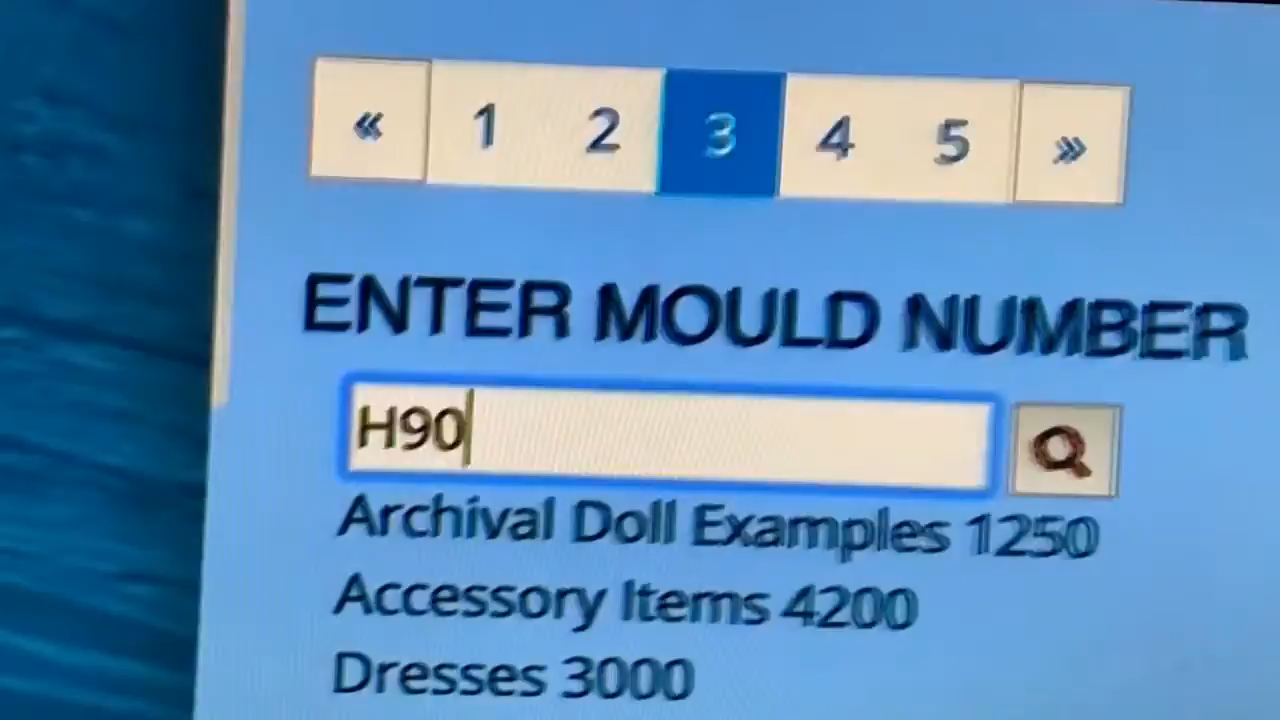 « 1 2 3 4 5 »
ENTER MOULD NUMBER
H90
Archival Doll Examples 1250
Accessory Items 4200
Dresses 3000